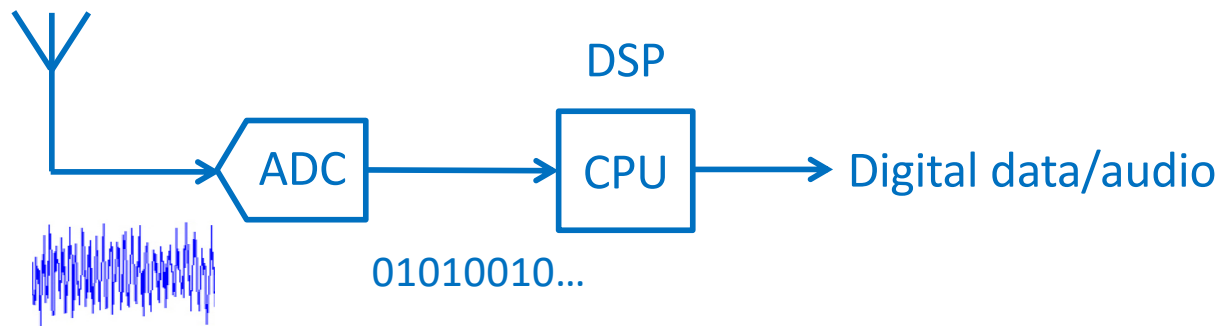 DSP
ADC
CPU
Digital data/audio
01010010…